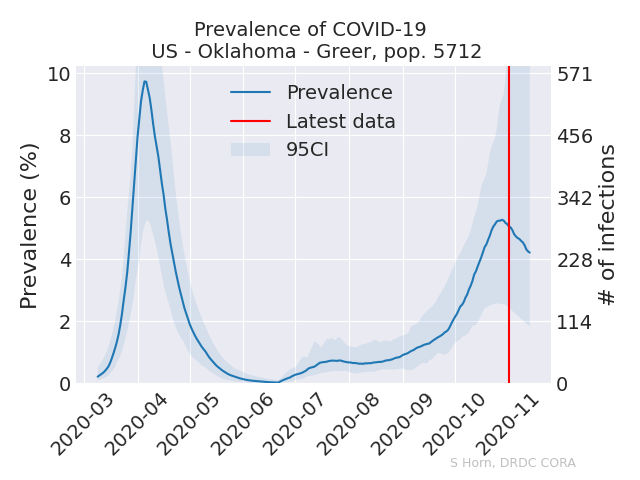 Prevalence of COVID-19
US - Oklahoma - Greer, pop. 5712
Prevalence (%)
10
8
6
4
2
0
571
456
342
228
114
0
# of infections
Prevalence
Latest data
95CI
2020-03
2020-04
2020-05
2020-06
2020-07
2020-08
2020-09
2020-10
2020-11
S Horn, DRDC CORA